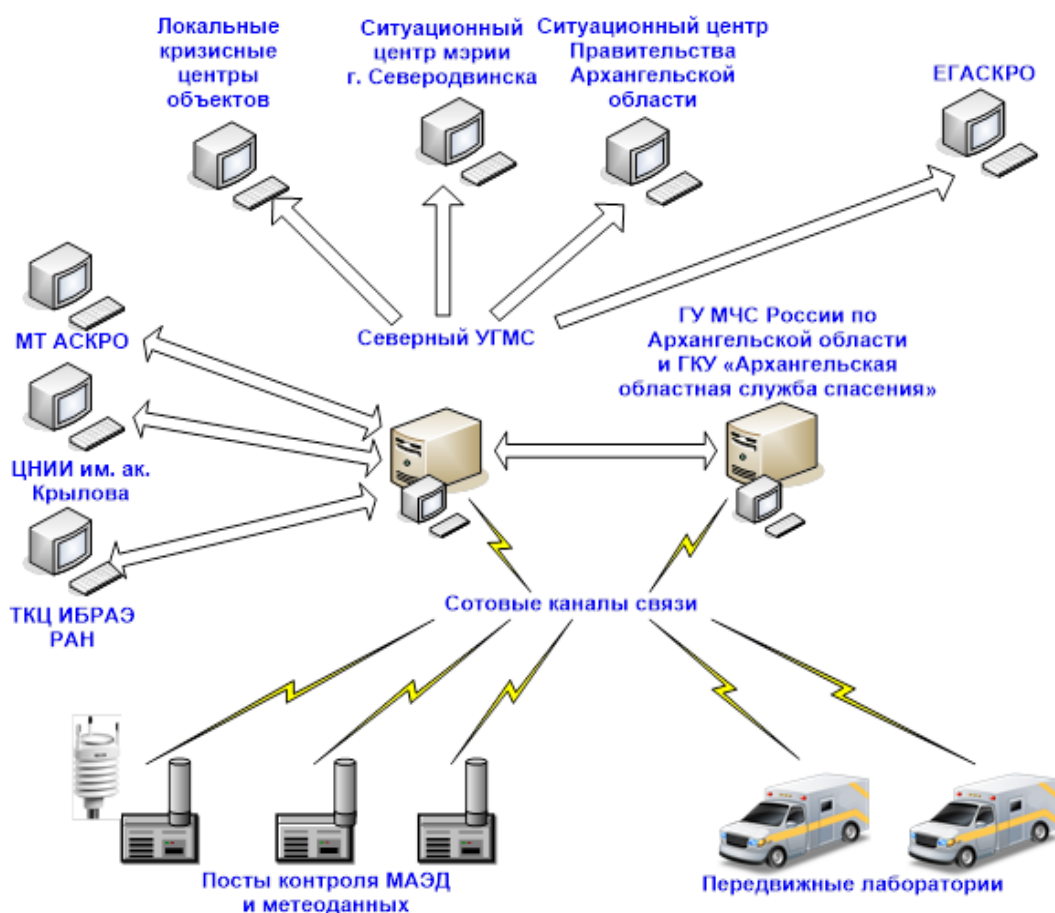 Локальные
кризисные
центры
объектов
Ситуационный
центр мэрии
г. Северодвинска
Ситуационный центр
Правительства
Архангельской
области
ЕГАСКРО
МТ АСКРО
Северный УГМС
ГУ МЧС России по
Архангельской области
и ГКУ «Архангельская
областная служба спасения»
ЦНИИ им. ак.
Крылова
ТКЦ ИБРАЭ
РАН
Сотовые каналы связи
Посты контроля МАЭД
и метеоданных
Передвижные лаборатории